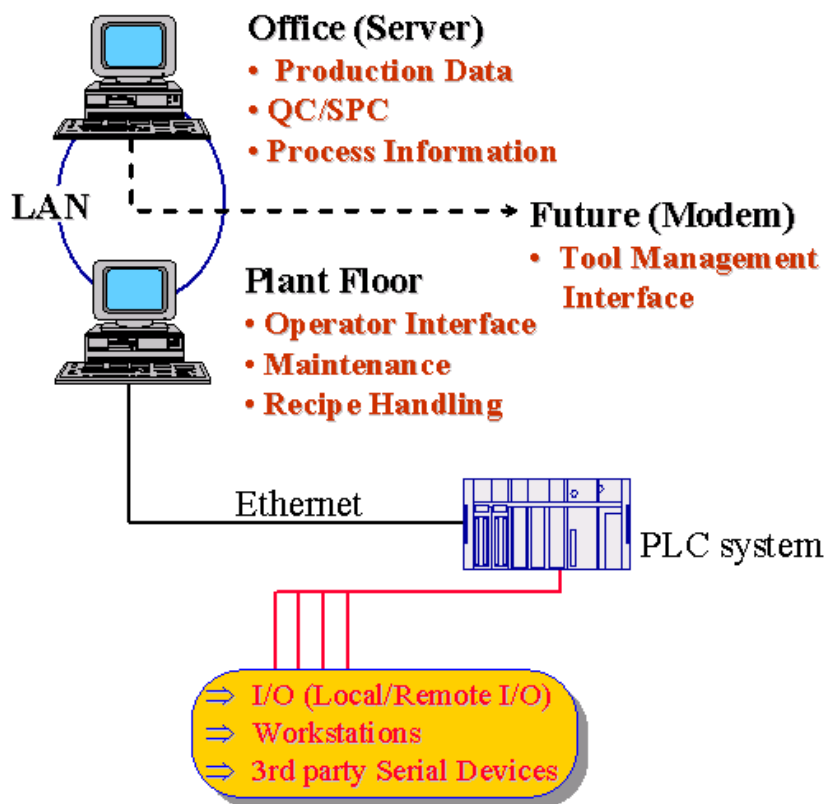 Office (Server)
• Production Data
• QC/SPC
• Process Information
LAN
Future (Modem)
• Tool Management
Interface
Plant Floor
• Operator Interface
• Maintenance
• Recipe Handling
Ethernet
PLC system
⇒ I/O (Local/Remote I/O)
⇒ Workstations
⇒ 3rd party Serial Devices